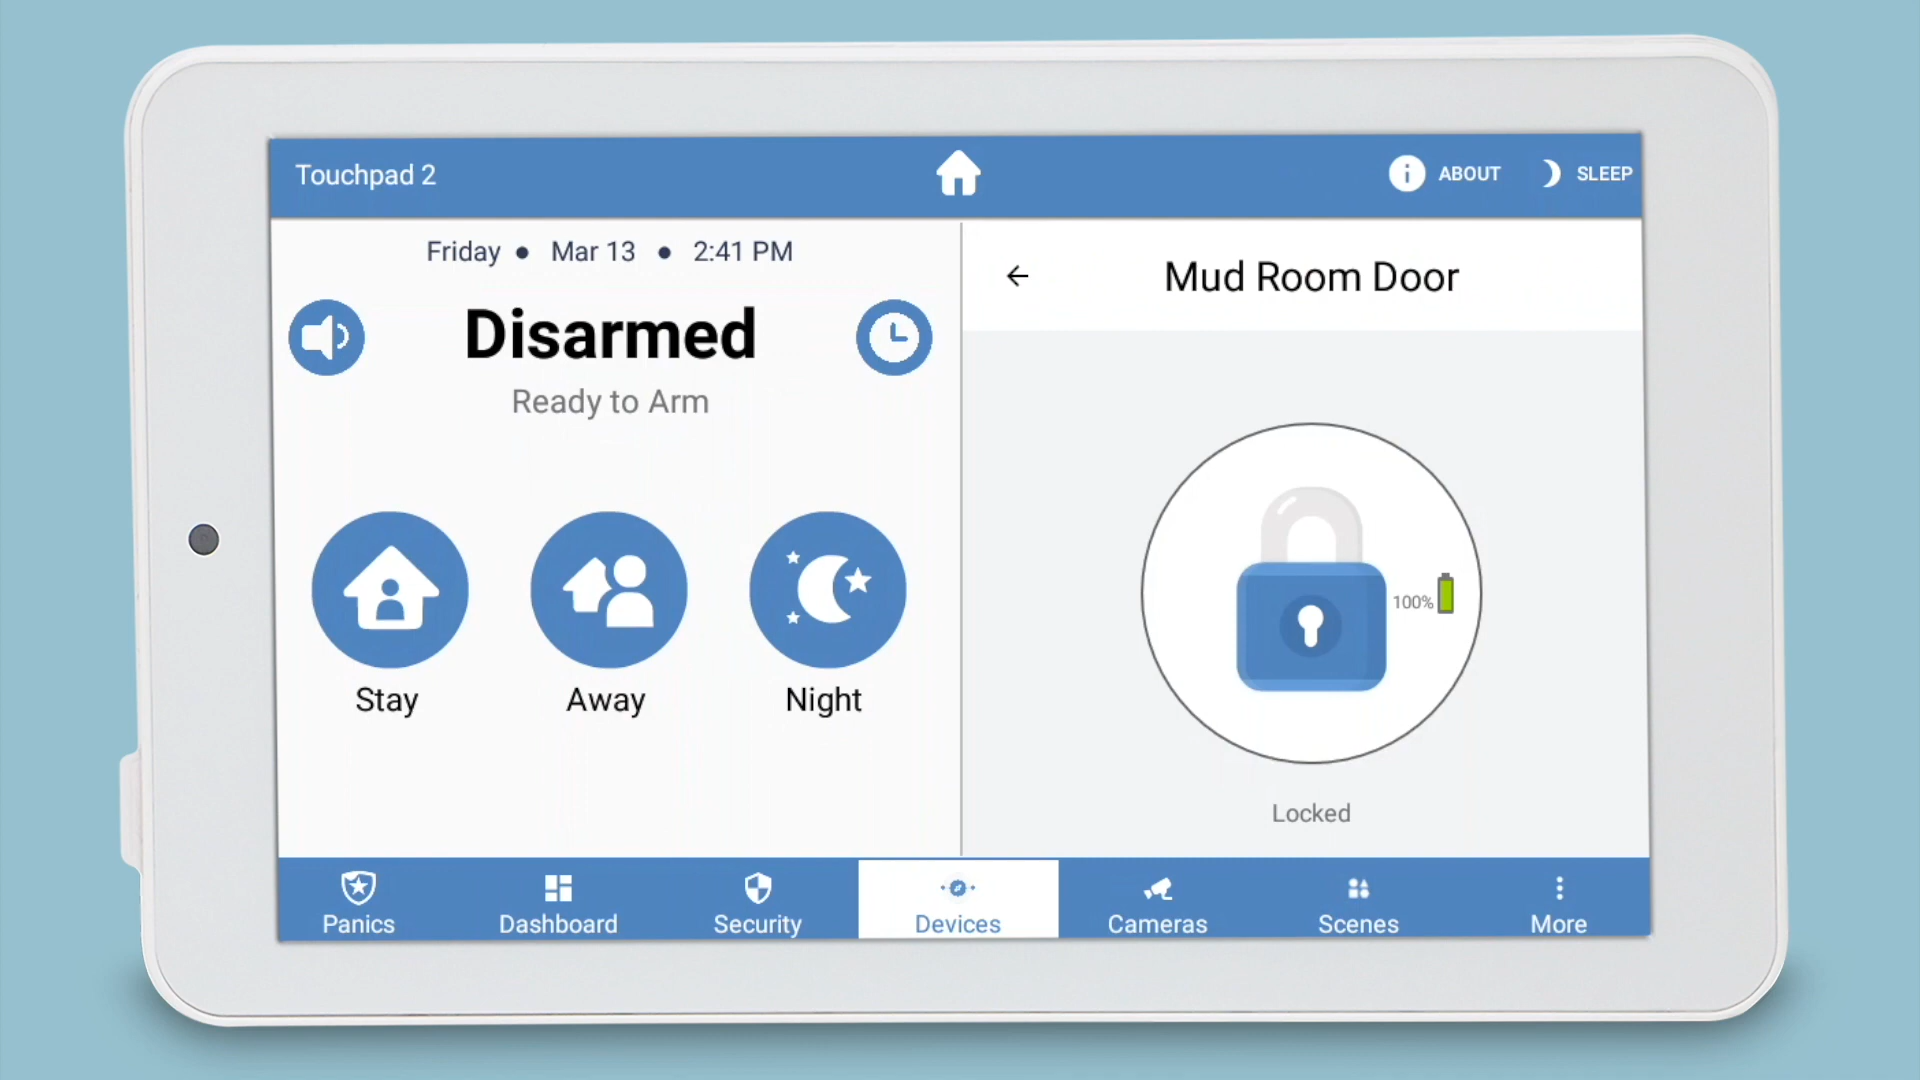 Touchpad 2
ABOUT
SLEEP
Friday • Mar 13 • 2:41 PM
Disarmed
Ready to Arm
Stay
Away
Night
Mud Room Door
100%
Locked
Panics
Dashboard
Security
Devices
Cameras
Scenes
More